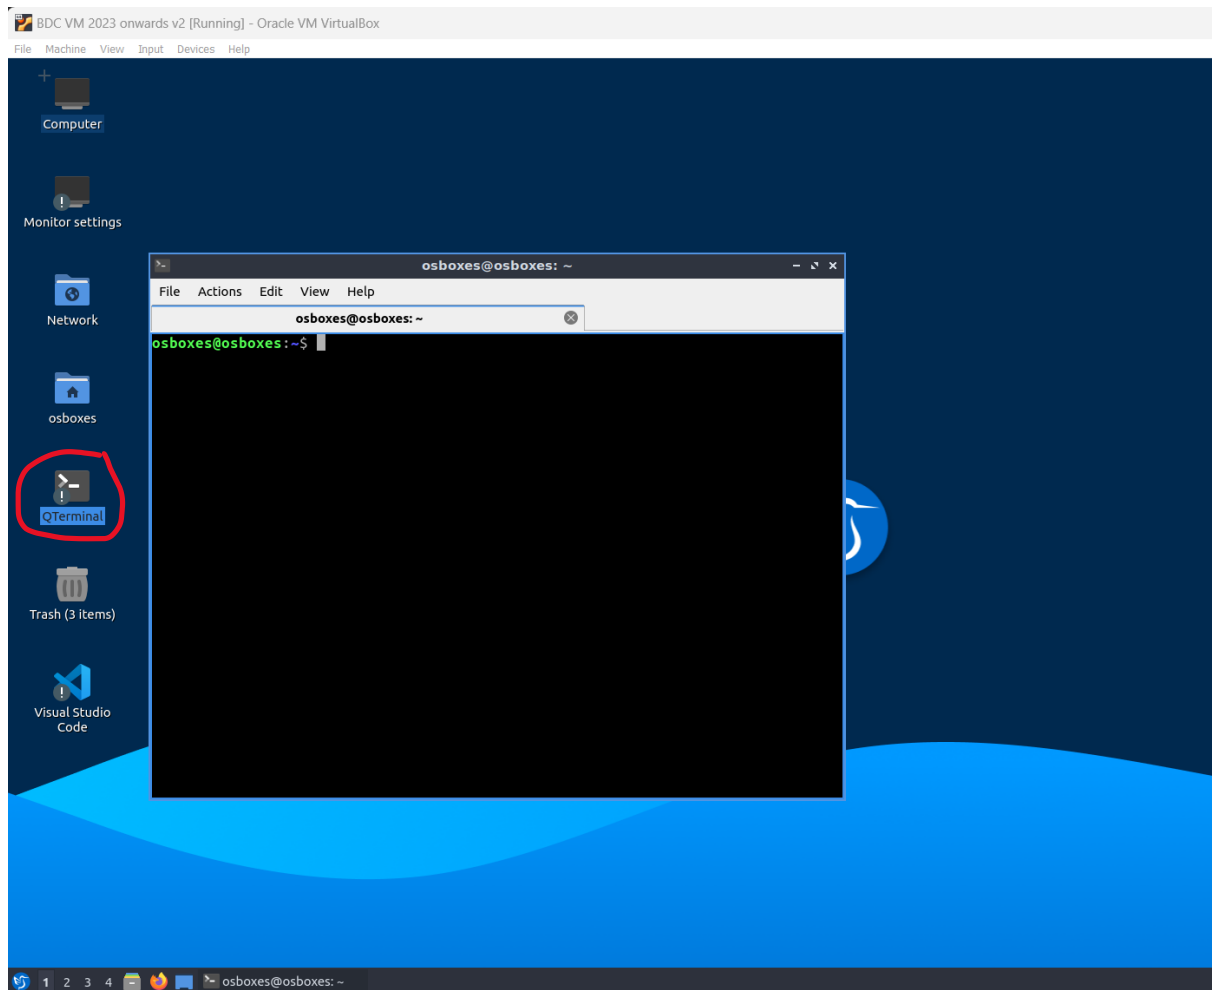 BDC VM 2023 onwards v2 [Running] - Oracle VM VirtualBox
File Machine View Input Devices Help
Computer
Monitor settings
Network
osboxes
QTerminal
Trash (3 items)
Visual Studio
Code
osboxes@osboxes: ~
File Actions Edit View Help
osboxes@osboxes: ~
osboxes@osboxes:~$
1 2 3 4 osboxes@osboxes: ~